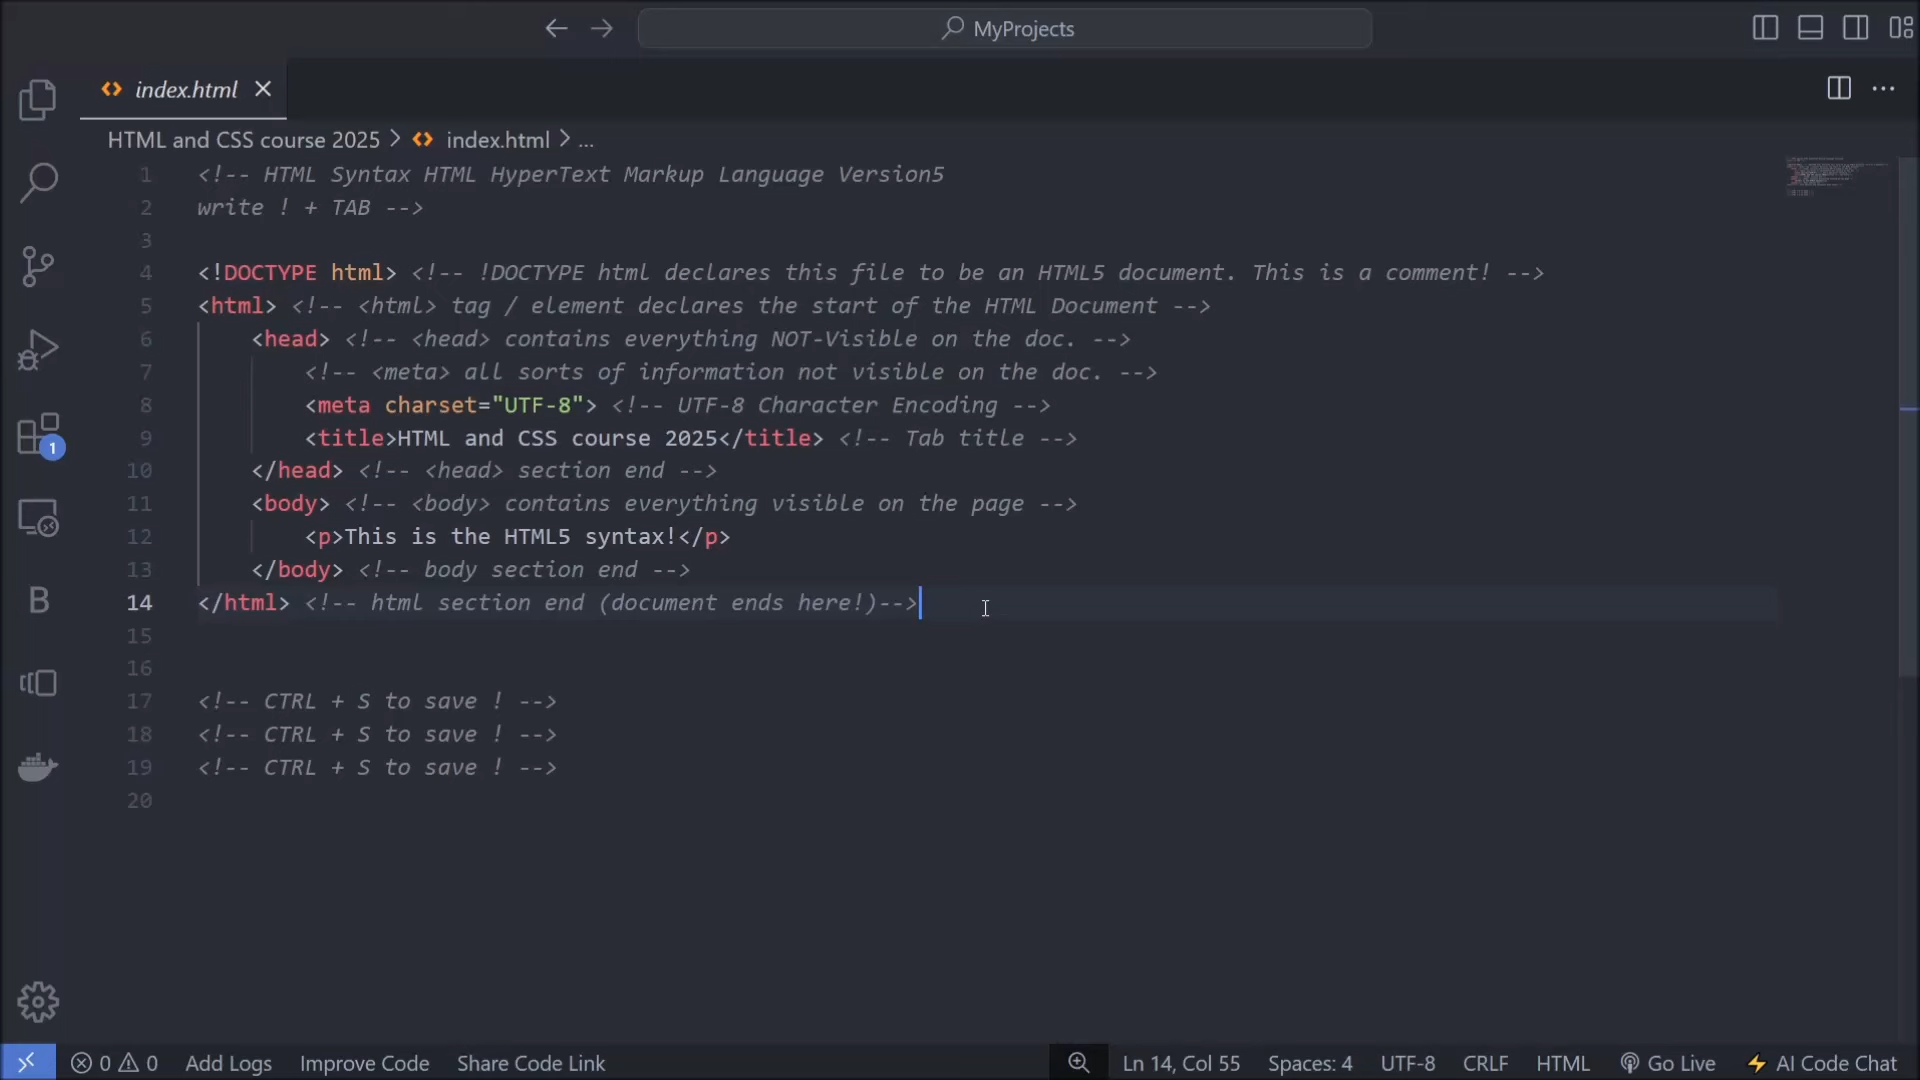 MyProjects
index.html
HTML and CSS course 2025 > index.html > ...
1 <!-- HTML Syntax HTML HyperText Markup Language Version5
2 write ! + TAB -->
3
4 <!DOCTYPE html> <!-- !DOCTYPE html declares this file to be an HTML5 document. This is a comment! -->
5 <html> <!-- <html> tag / element declares the start of the HTML Document -->
6 <head> <!-- <head> contains everything NOT-Visible on the doc. -->
7 <!-- <meta> all sorts of information not visible on the doc. -->
8 <meta charset="UTF-8"> <!-- UTF-8 Character Encoding -->
9 <title>HTML and CSS course 2025</title> <!-- Tab title -->
10 </head> <!-- <head> section end -->
11 <body> <!-- <body> contains everything visible on the page -->
12 <p>This is the HTML5 syntax!</p>
13 </body> <!-- body section end -->
14 </html> <!-- html section end (document ends here!)-->
15
16
17 <!-- CTRL + S to save ! -->
18 <!-- CTRL + S to save ! -->
19 <!-- CTRL + S to save ! -->
20
1
B
0 0 Add Logs Improve Code Share Code Link Ln 14, Col 55 Spaces: 4 UTF-8 CRLF HTML Go Live AI Code Chat